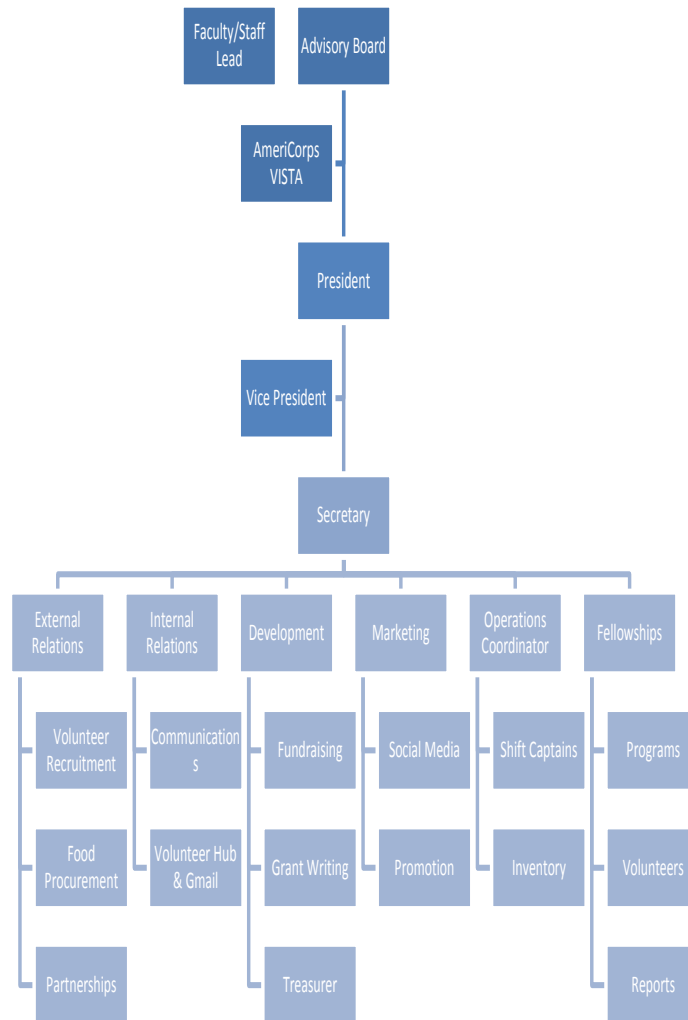 Faculty/Staff
Lead
Advisory Board
AmeriCorps
VISTA
President
Vice President
Secretary
External
Relations
Internal
Relations
Development
Marketing
Operations
Coordinator
Fellowships
Volunteer
Recruitment
Communication
s
Fundraising
Social Media
Shift Captains
Programs
Food
Procurement
Volunteer Hub
& Gmail
Grant Writing
Promotion
Inventory
Volunteers
Partnerships
Treasurer
Reports